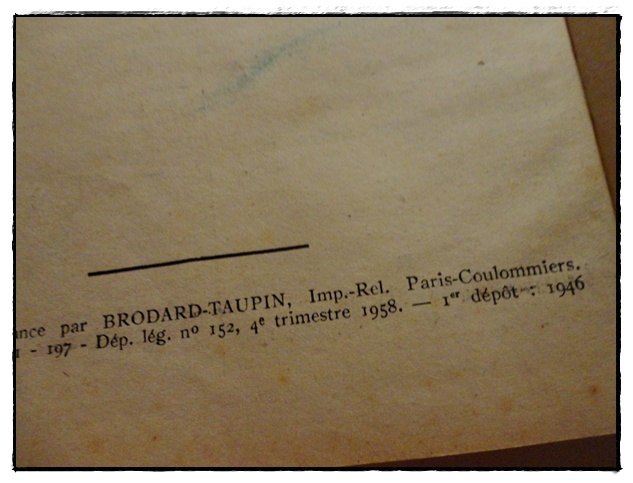 ance par BRODARD-TAUPIN, Imp.-Rel. Paris-Coulommiers.
1 - 197 - Dép. lég. nº 152, 4e trimestre 1958. — 1er dépôt : 1946